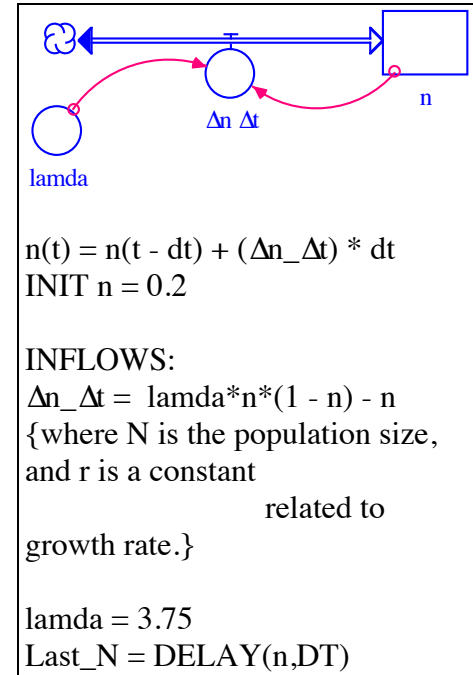 n
Δn Δt
lamda
n(t) = n(t - dt) + (Δn_Δt) * dt
INIT n = 0.2
INFLOWS:
Δn_Δt = lamda*n*(1 - n) - n
{where N is the population size,
and r is a constant
related to
growth rate.}
lamda = 3.75
Last_N = DELAY(n,DT)